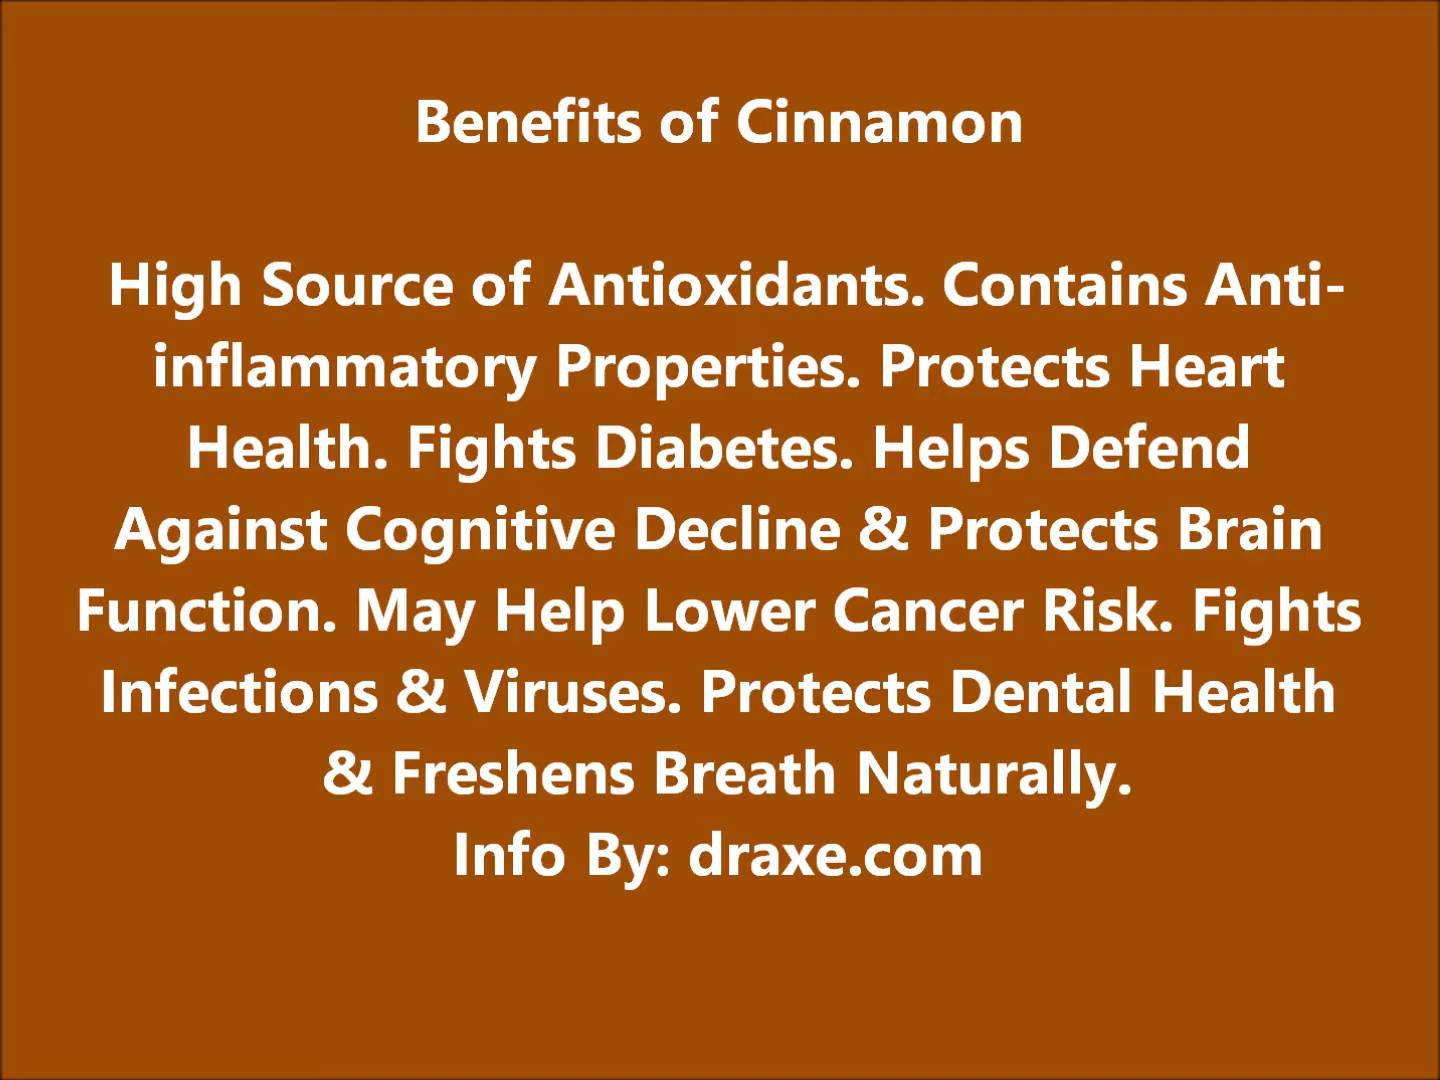 Benefits of Cinnamon
High Source of Antioxidants. Contains Anti-
inflammatory Properties. Protects Heart
Health. Fights Diabetes. Helps Defend
Against Cognitive Decline & Protects Brain
Function. May Help Lower Cancer Risk. Fights
Infections & Viruses. Protects Dental Health
& Freshens Breath Naturally.
Info By: draxe.com